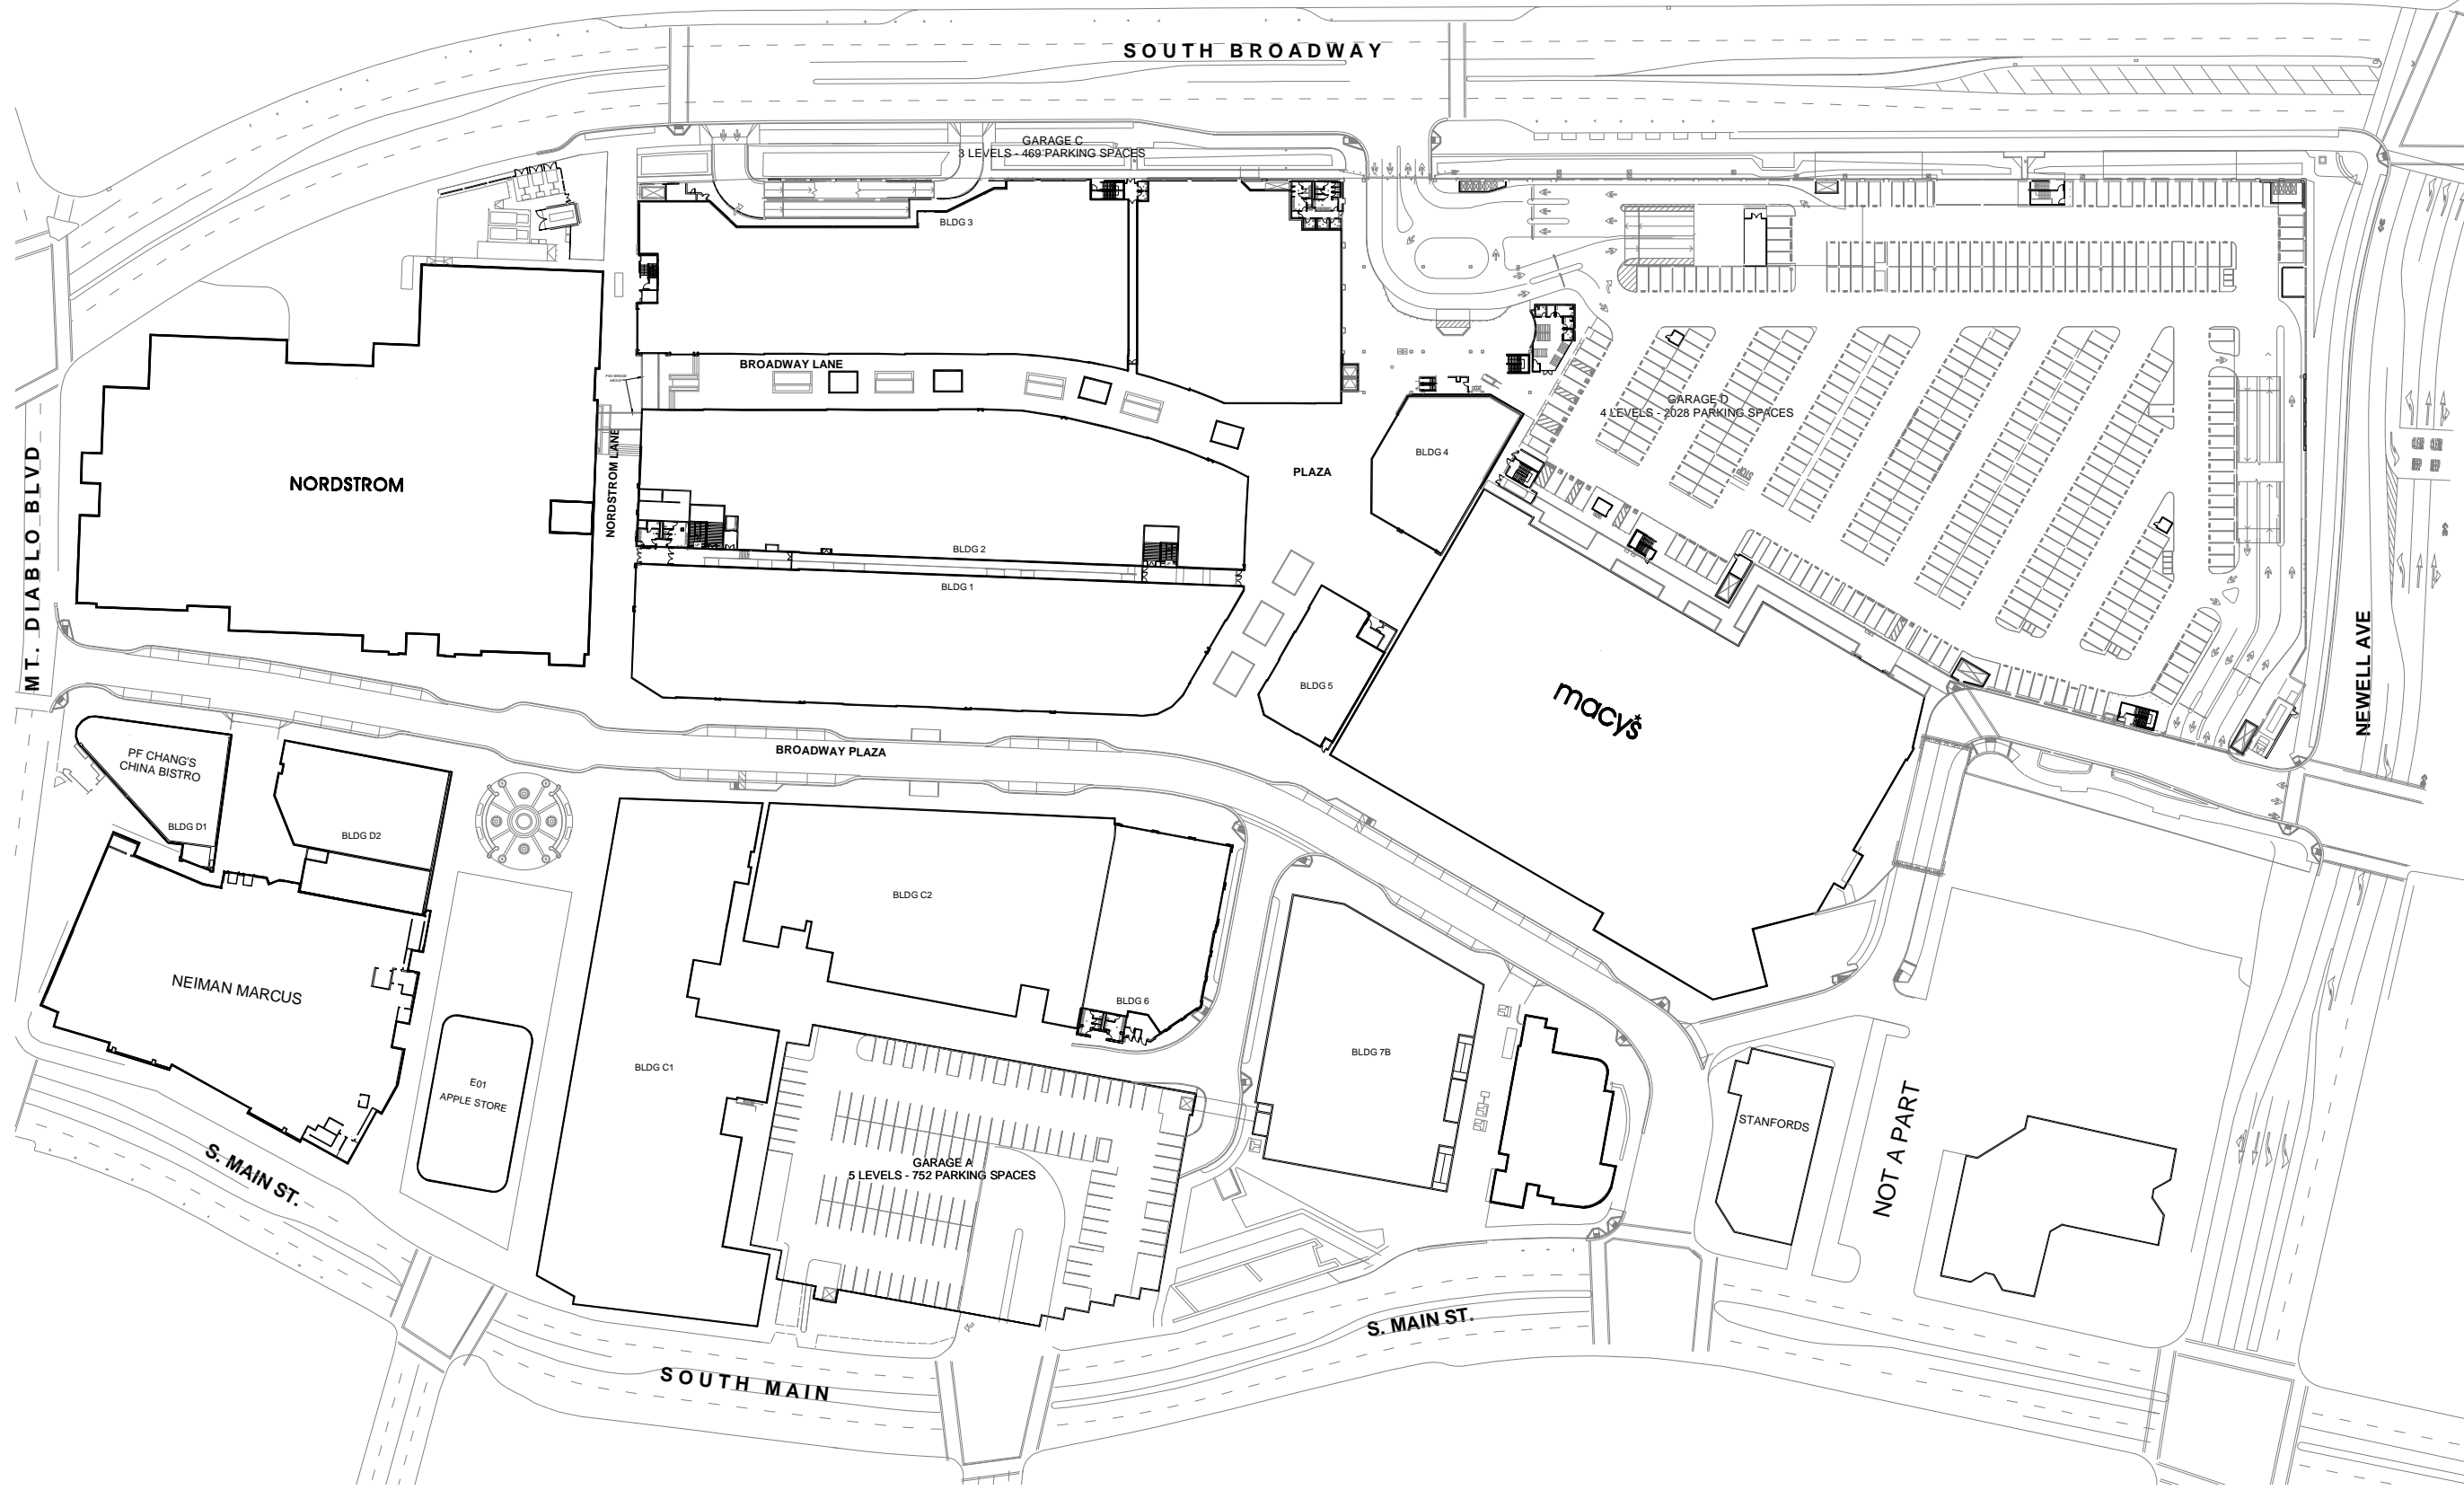 SOUTH BROADWAY
GARAGE C
3 LEVELS - 469 PARKING SPACES
BLDG 3
BROADWAY LANE
GARAGE D
4 LEVELS - 2028 PARKING SPACES
BLDG 4
PLAZA
STOP
NORDSTROM
NORDSTROM LANE
MT. DIABLO BLVD
BLDG 2
BLDG 1
BLDG 5
macy's
NEWELL AVE
BROADWAY PLAZA
PF CHANG'S
CHINA BISTRO
BLDG D1
BLDG D2
BLDG C2
NEIMAN MARCUS
BLDG 6
BLDG 7B
BLDG C1
E01
APPLE STORE
STANFORDS
NOT A PART
GARAGE A
5 LEVELS - 752 PARKING SPACES
S. MAIN ST.
S. MAIN ST.
SOUTH MAIN